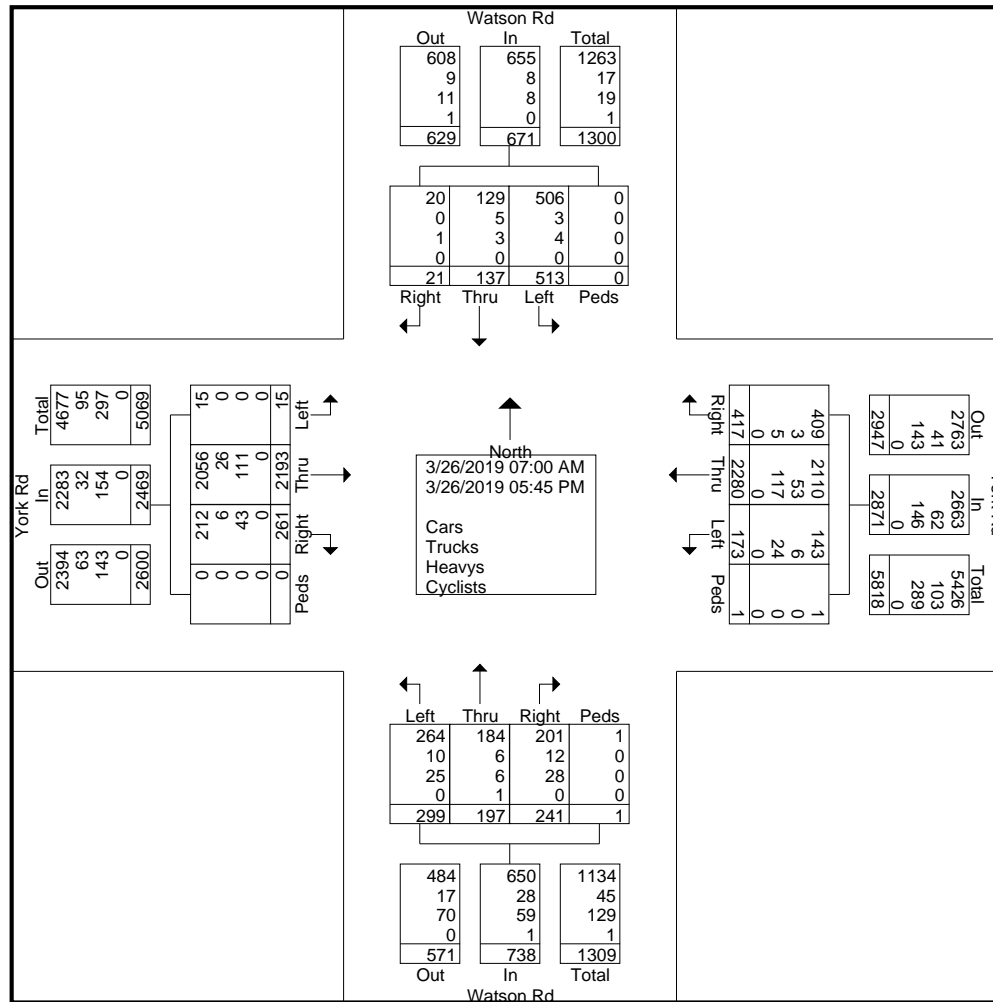 Watson Rd
Out In Total
608 655 1263
9 8 17
11 8 19
1 0 1
629 671 1300
20 129 506 0
0 5 3 0
1 3 4 0
0 0 0 0
21 137 513 0
Right Thru Left Peds
York Rd
Total
4677
95
297
0
5069
In
2283
32
154
0
2469
Out
2394
63
143
0
2600
Left
15
0
0
0
15
Thru
2056
26
111
0
2193
Right
212
6
43
0
261
Peds
0
0
0
0
0
North
3/26/2019 07:00 AM
3/26/2019 05:45 PM
Cars
Trucks
Heavys
Cyclists
Right
409
3
5
0
417
Thru
2110
53
117
0
2280
Left
143
6
24
0
173
Peds
1
0
0
0
1
Out
2763
41
143
0
2947
In
2663
62
146
0
2871
Total
5426
103
289
0
5818
Left Thru Right Peds
264 184 201 1
10 6 12 0
25 6 28 0
0 1 0 0
299 197 241 1
484 650 1134
17 28 45
70 59 129
0 1 1
571 738 1309
Out In Total
Watson Rd